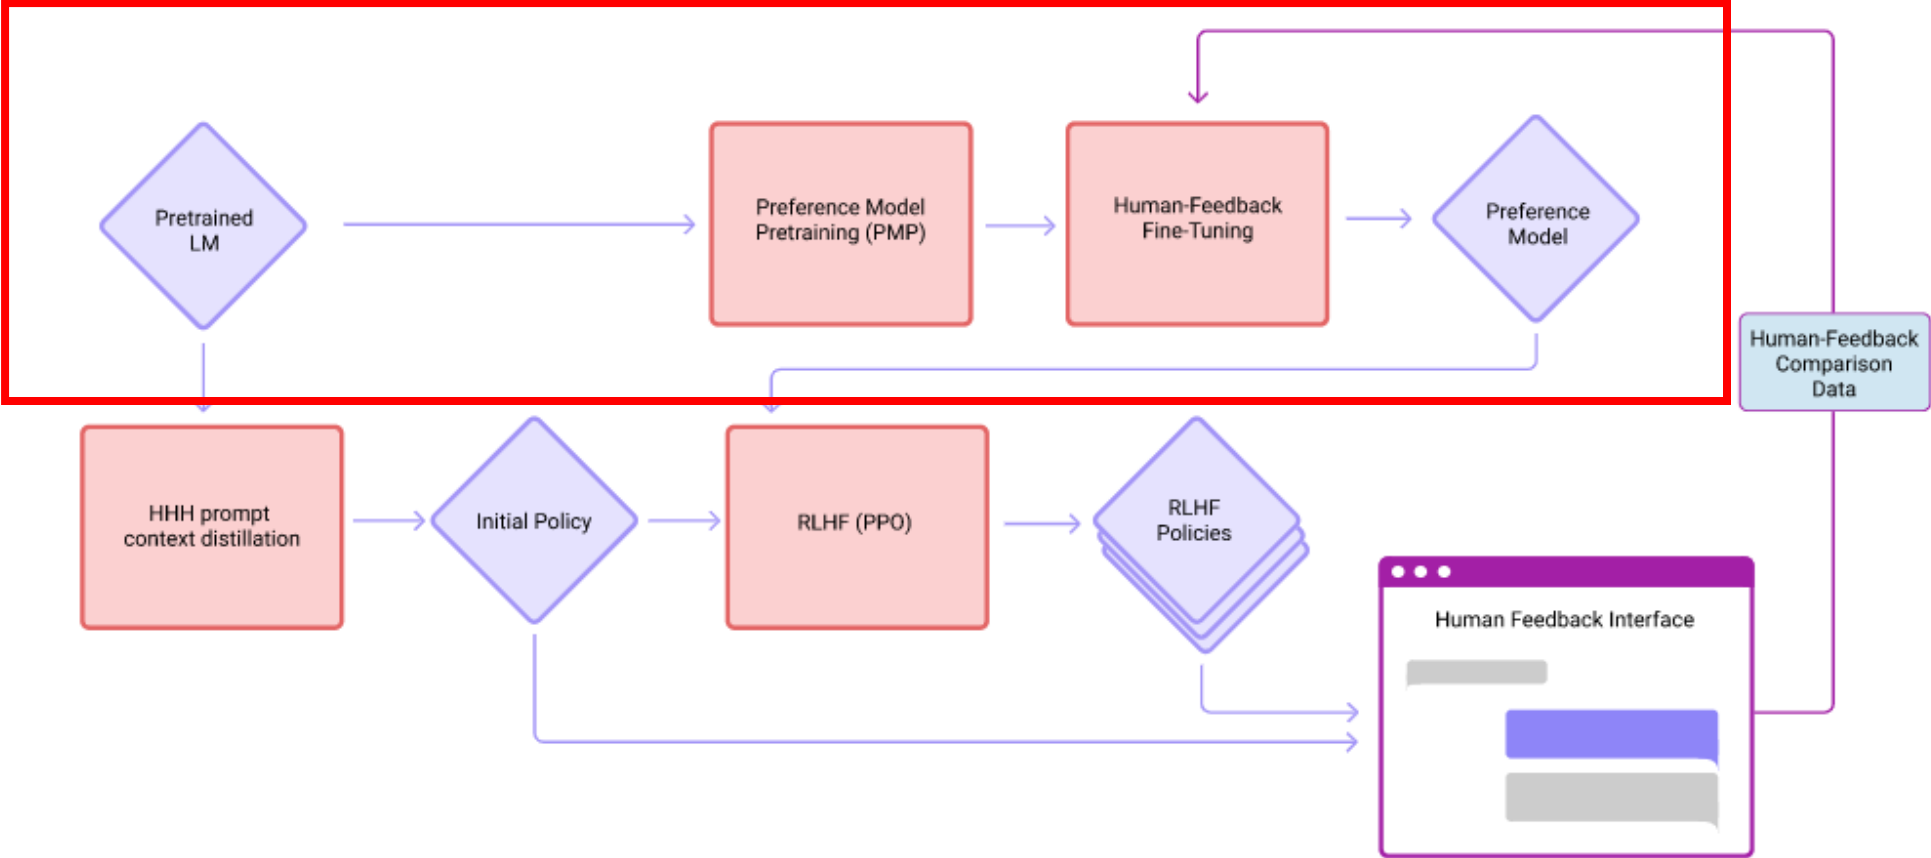 Pretrained
LM
Preference Model
Pretraining (PMP)
Human-Feedback
Fine-Tuning
Preference
Model
Human-Feedback
Comparison
Data
HHH prompt
context distillation
Initial Policy
RLHF (PPO)
RLHF
Policies
Human Feedback Interface